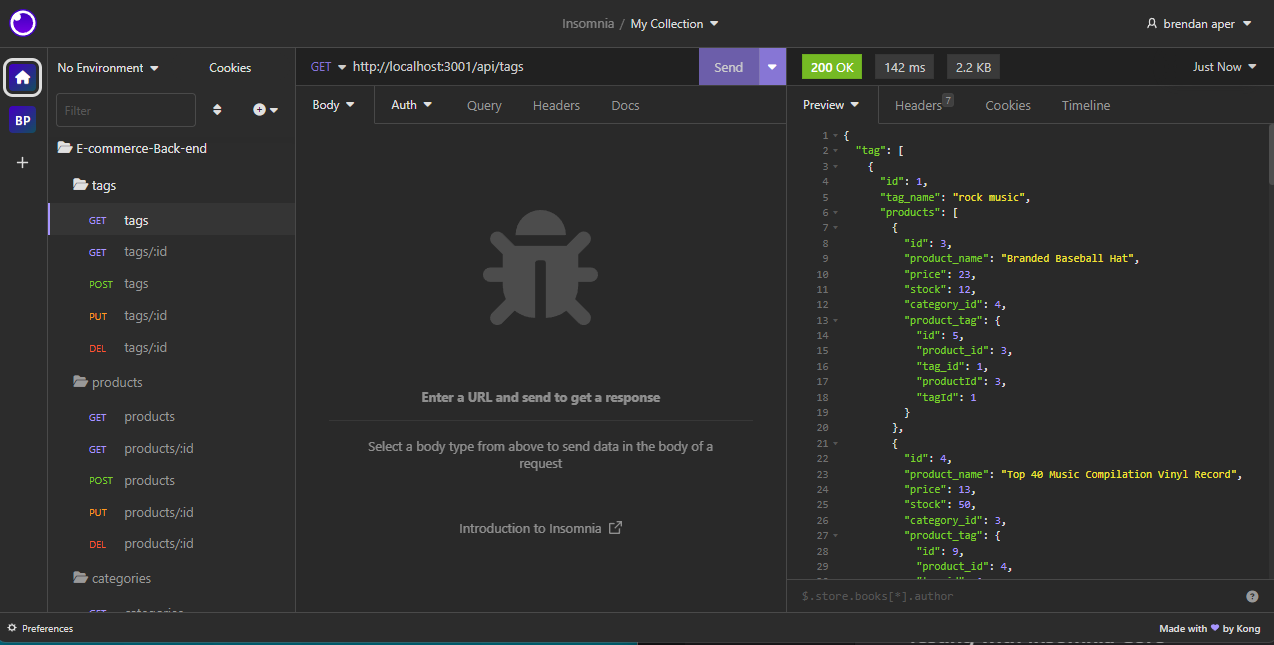 Insomnia / My Collection
brendan aper
BP
No Environment
Cookies
Filter
E-commerce-Back-end
tags
GET tags
GET tags/:id
POST tags
PUT tags/:id
DEL tags/:id
products
GET products
GET products/:id
POST products
PUT products/:id
DEL products/:id
categories
GET categories
GET http://localhost:3001/api/tags
Send
Body
Auth
Query
Headers
Docs
Enter a URL and send to get a response
Select a body type from above to send data in the body of a
request
Introduction to Insomnia
200 OK
142 ms
2.2 KB
Just Now
Preview
Headers 7
Cookies
Timeline
1 {
2 "tag": [
3 {
4 "id": 1,
5 "tag_name": "rock music",
6 "products": [
7 {
8 "id": 3,
9 "product_name": "Branded Baseball Hat",
10 "price": 23,
11 "stock": 12,
12 "category_id": 4,
13 "product_tag": {
14 "id": 5,
15 "product_id": 3,
16 "tag_id": 1,
17 "productId": 3,
18 "tagId": 1
19 }
20 },
21 {
22 "id": 4,
23 "product_name": "Top 40 Music Compilation Vinyl Record",
24 "price": 13,
25 "stock": 50,
26 "category_id": 3,
27 "product_tag": {
28 "id": 9,
29 "product_id": 4,
$.store.books[*].author
?
Preferences
Made with by Kong